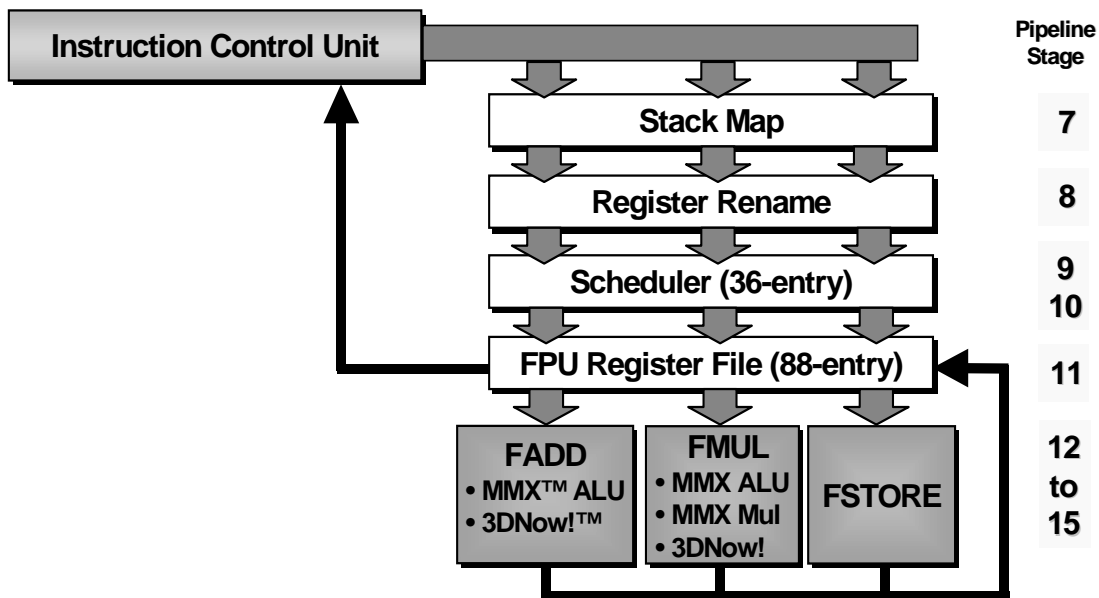 Instruction Control Unit
Pipeline
Stage
Stack Map
7
Register Rename
8
Scheduler (36-entry)
9
10
FPU Register File (88-entry)
11
FADD
• MMX™ ALU
• 3DNow!™
FMUL
• MMX ALU
• MMX Mul
• 3DNow!
FSTORE
12
to
15